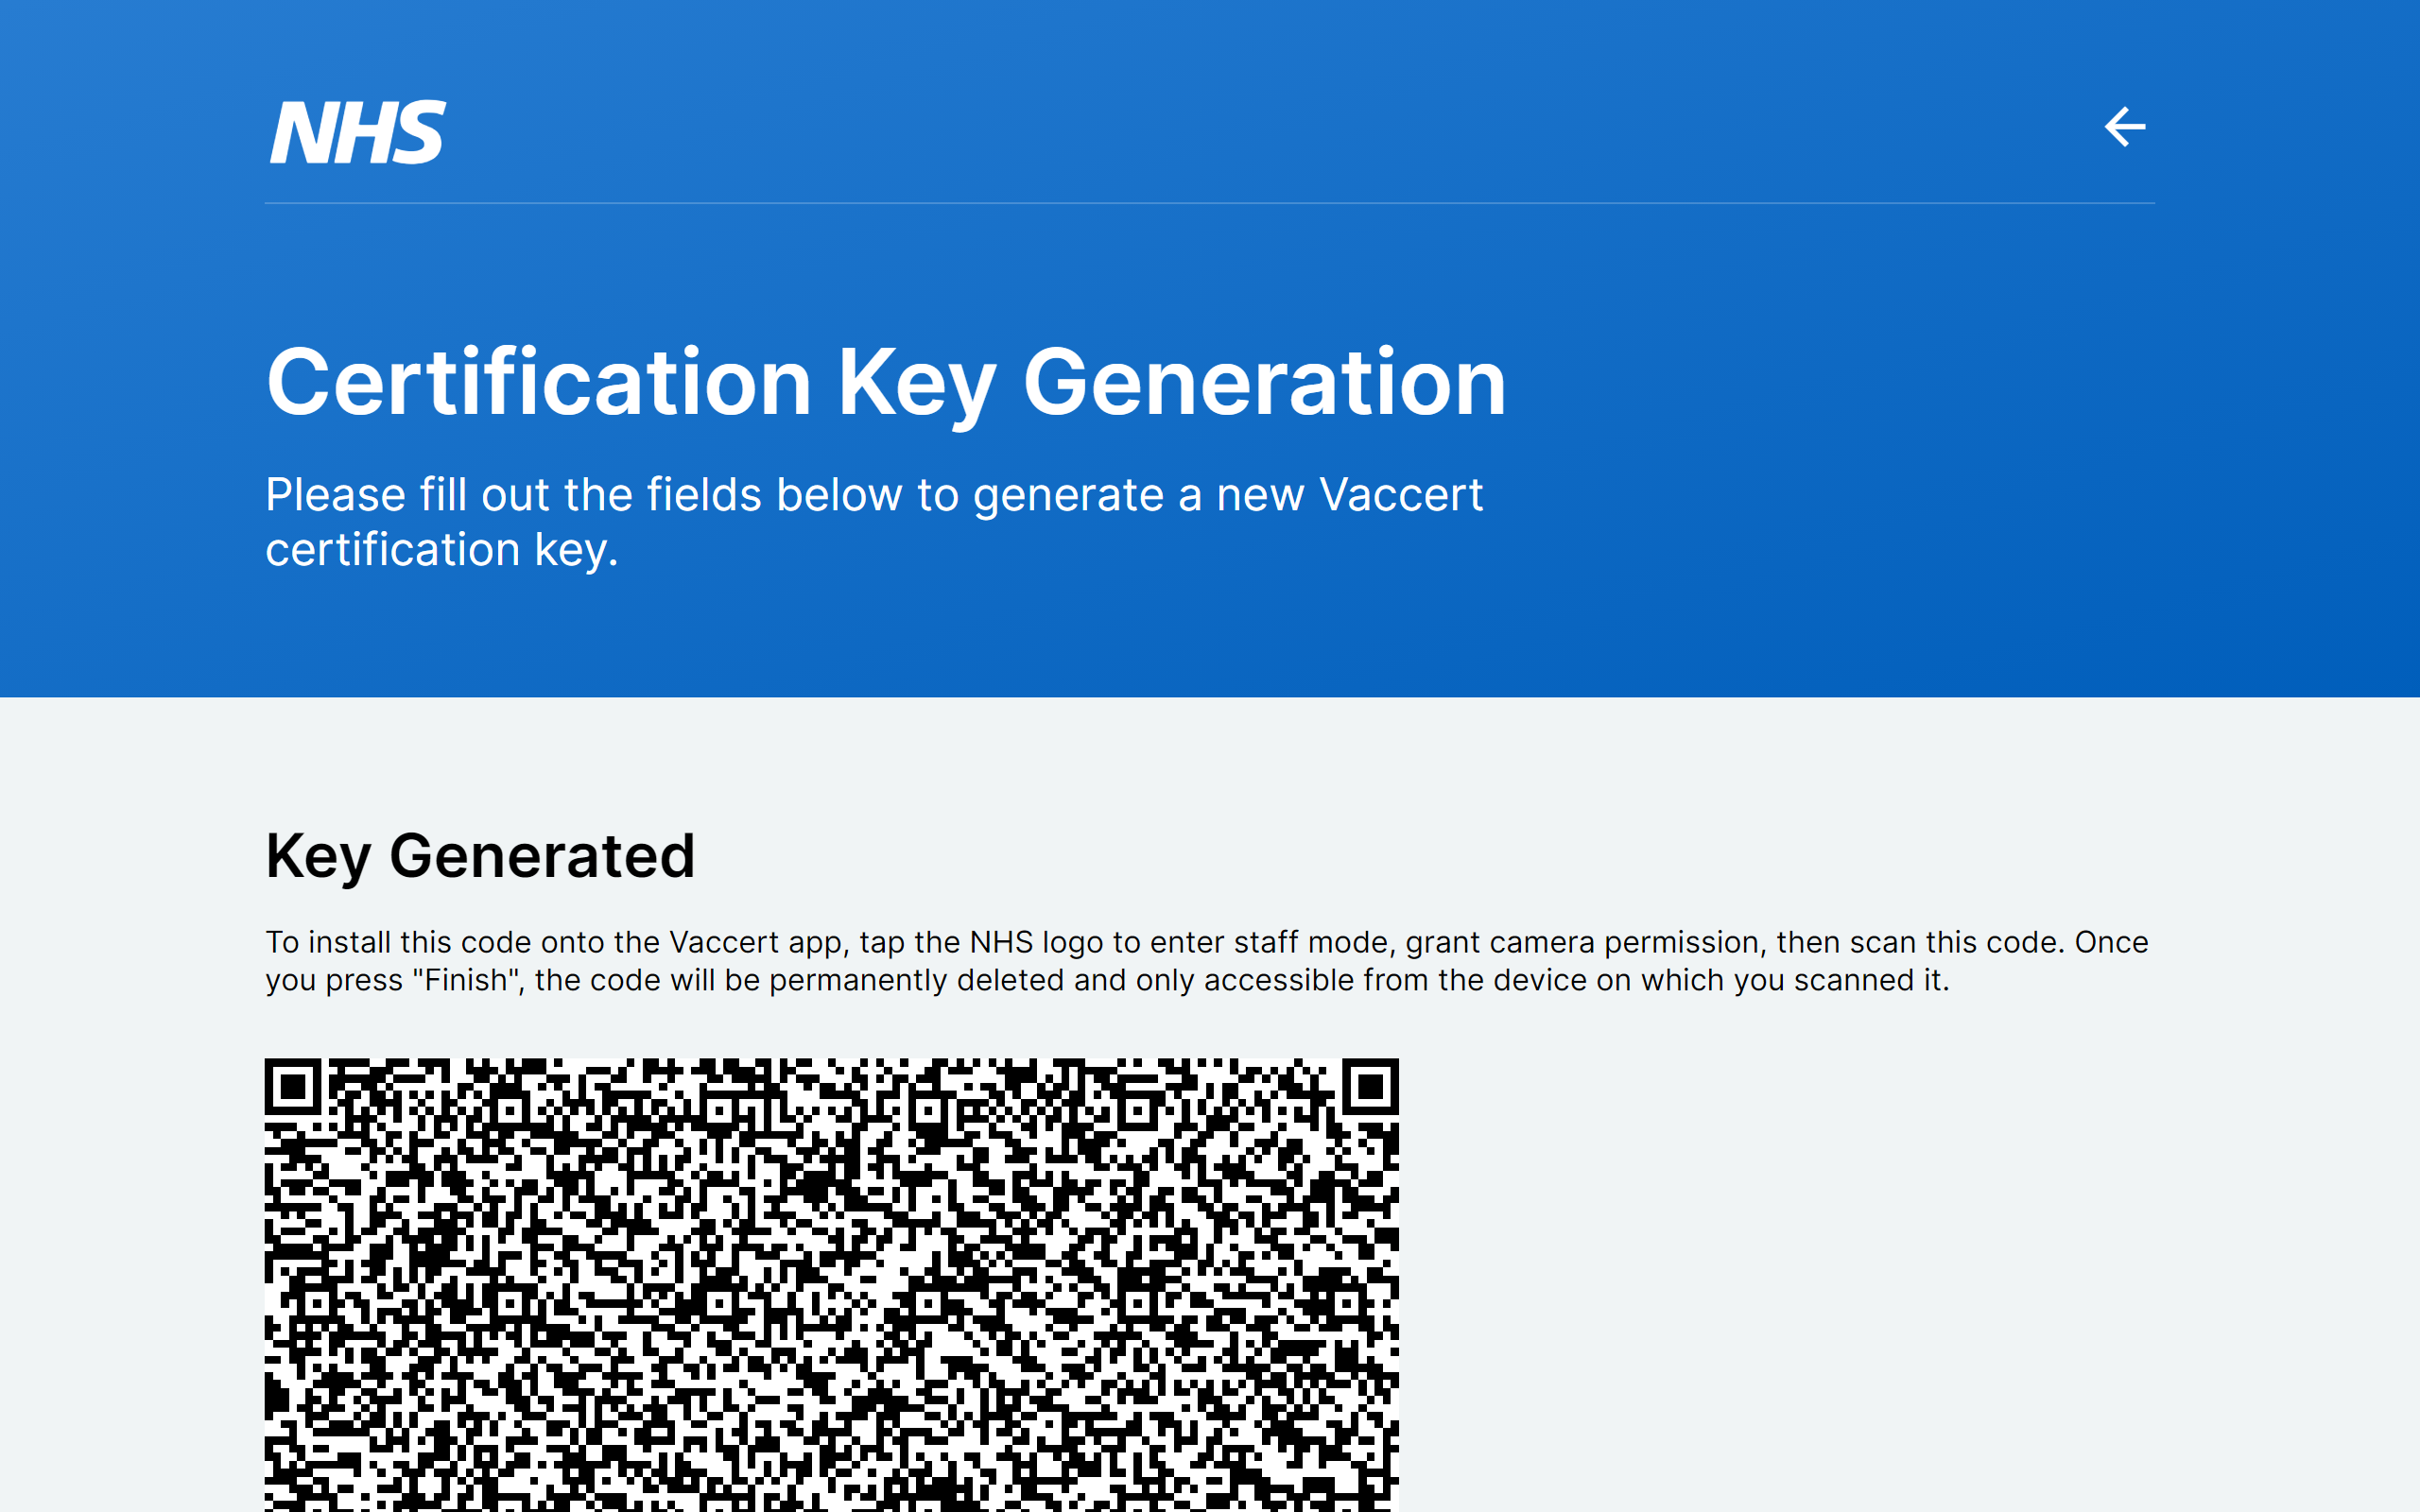 NHS
Certification Key Generation
Please fill out the fields below to generate a new Vaccert
certification key.
Key Generated
To install this code onto the Vaccert app, tap the NHS logo to enter staff mode, grant camera permission, then scan this code. Once
you press "Finish", the code will be permanently deleted and only accessible from the device on which you scanned it.